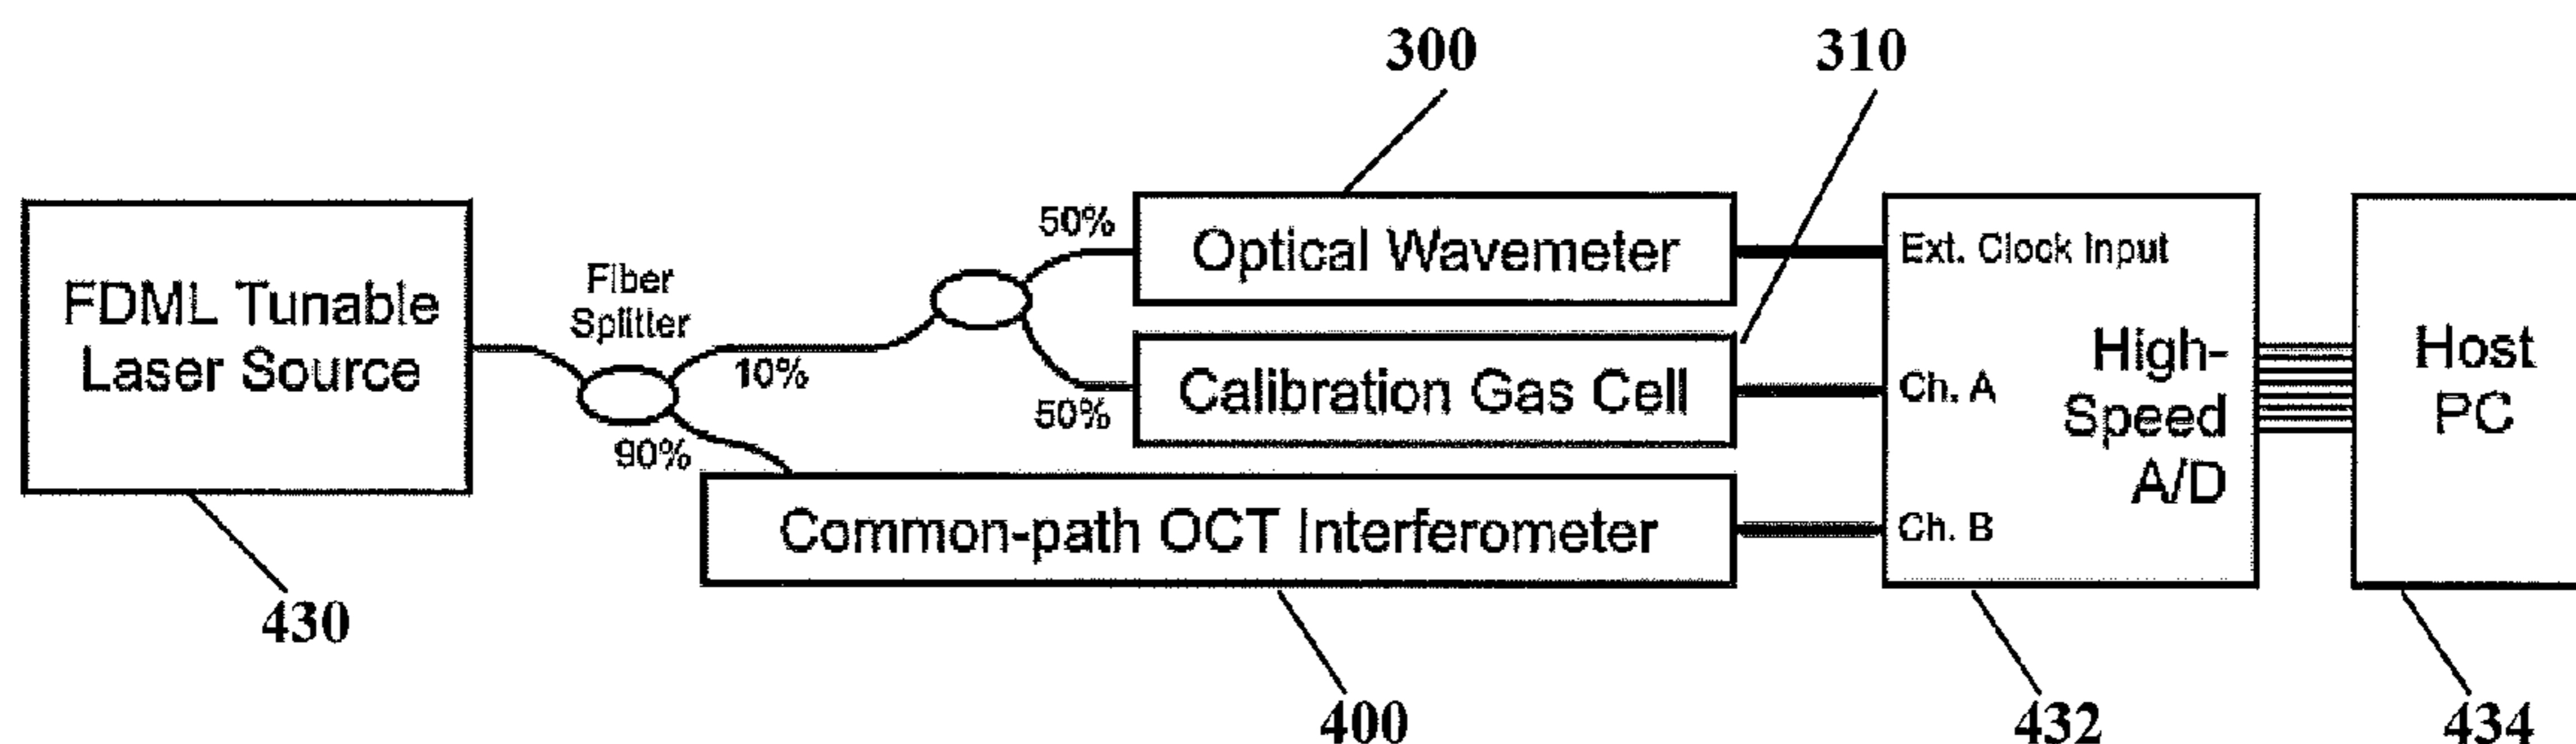 300
310
50%
Optical Wavemeter
Ext. Clock Input
FDML Tunable
Laser Source
Fiber
Splitter
10%
50%
Calibration Gas Cell
Ch. A
High-
Speed
A/D
Host
PC
90%
Common-path OCT Interferometer
Ch. B
430
400
432
434